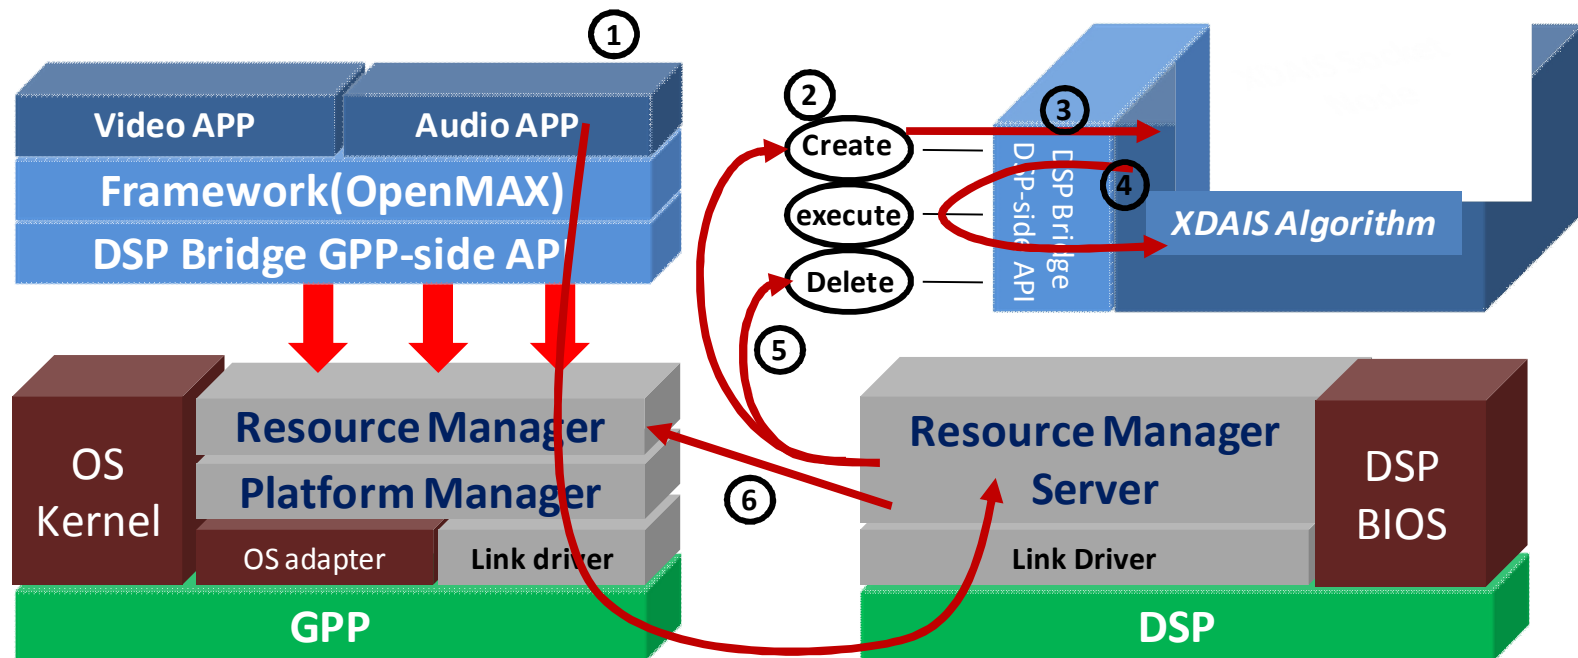 1
Video APP
Audio APP
Framework(OpenMAX)
DSP Bridge GPP-side API
OS
Kernel
Resource Manager
Platform Manager
OS adapter
Link driver
GPP
2
Create
execute
Delete
3
4
5
6
DSP Bridge
DSP-side API
XDAIS Algorithm
Resource Manager
Server
Link Driver
DSP
BIOS
DSP